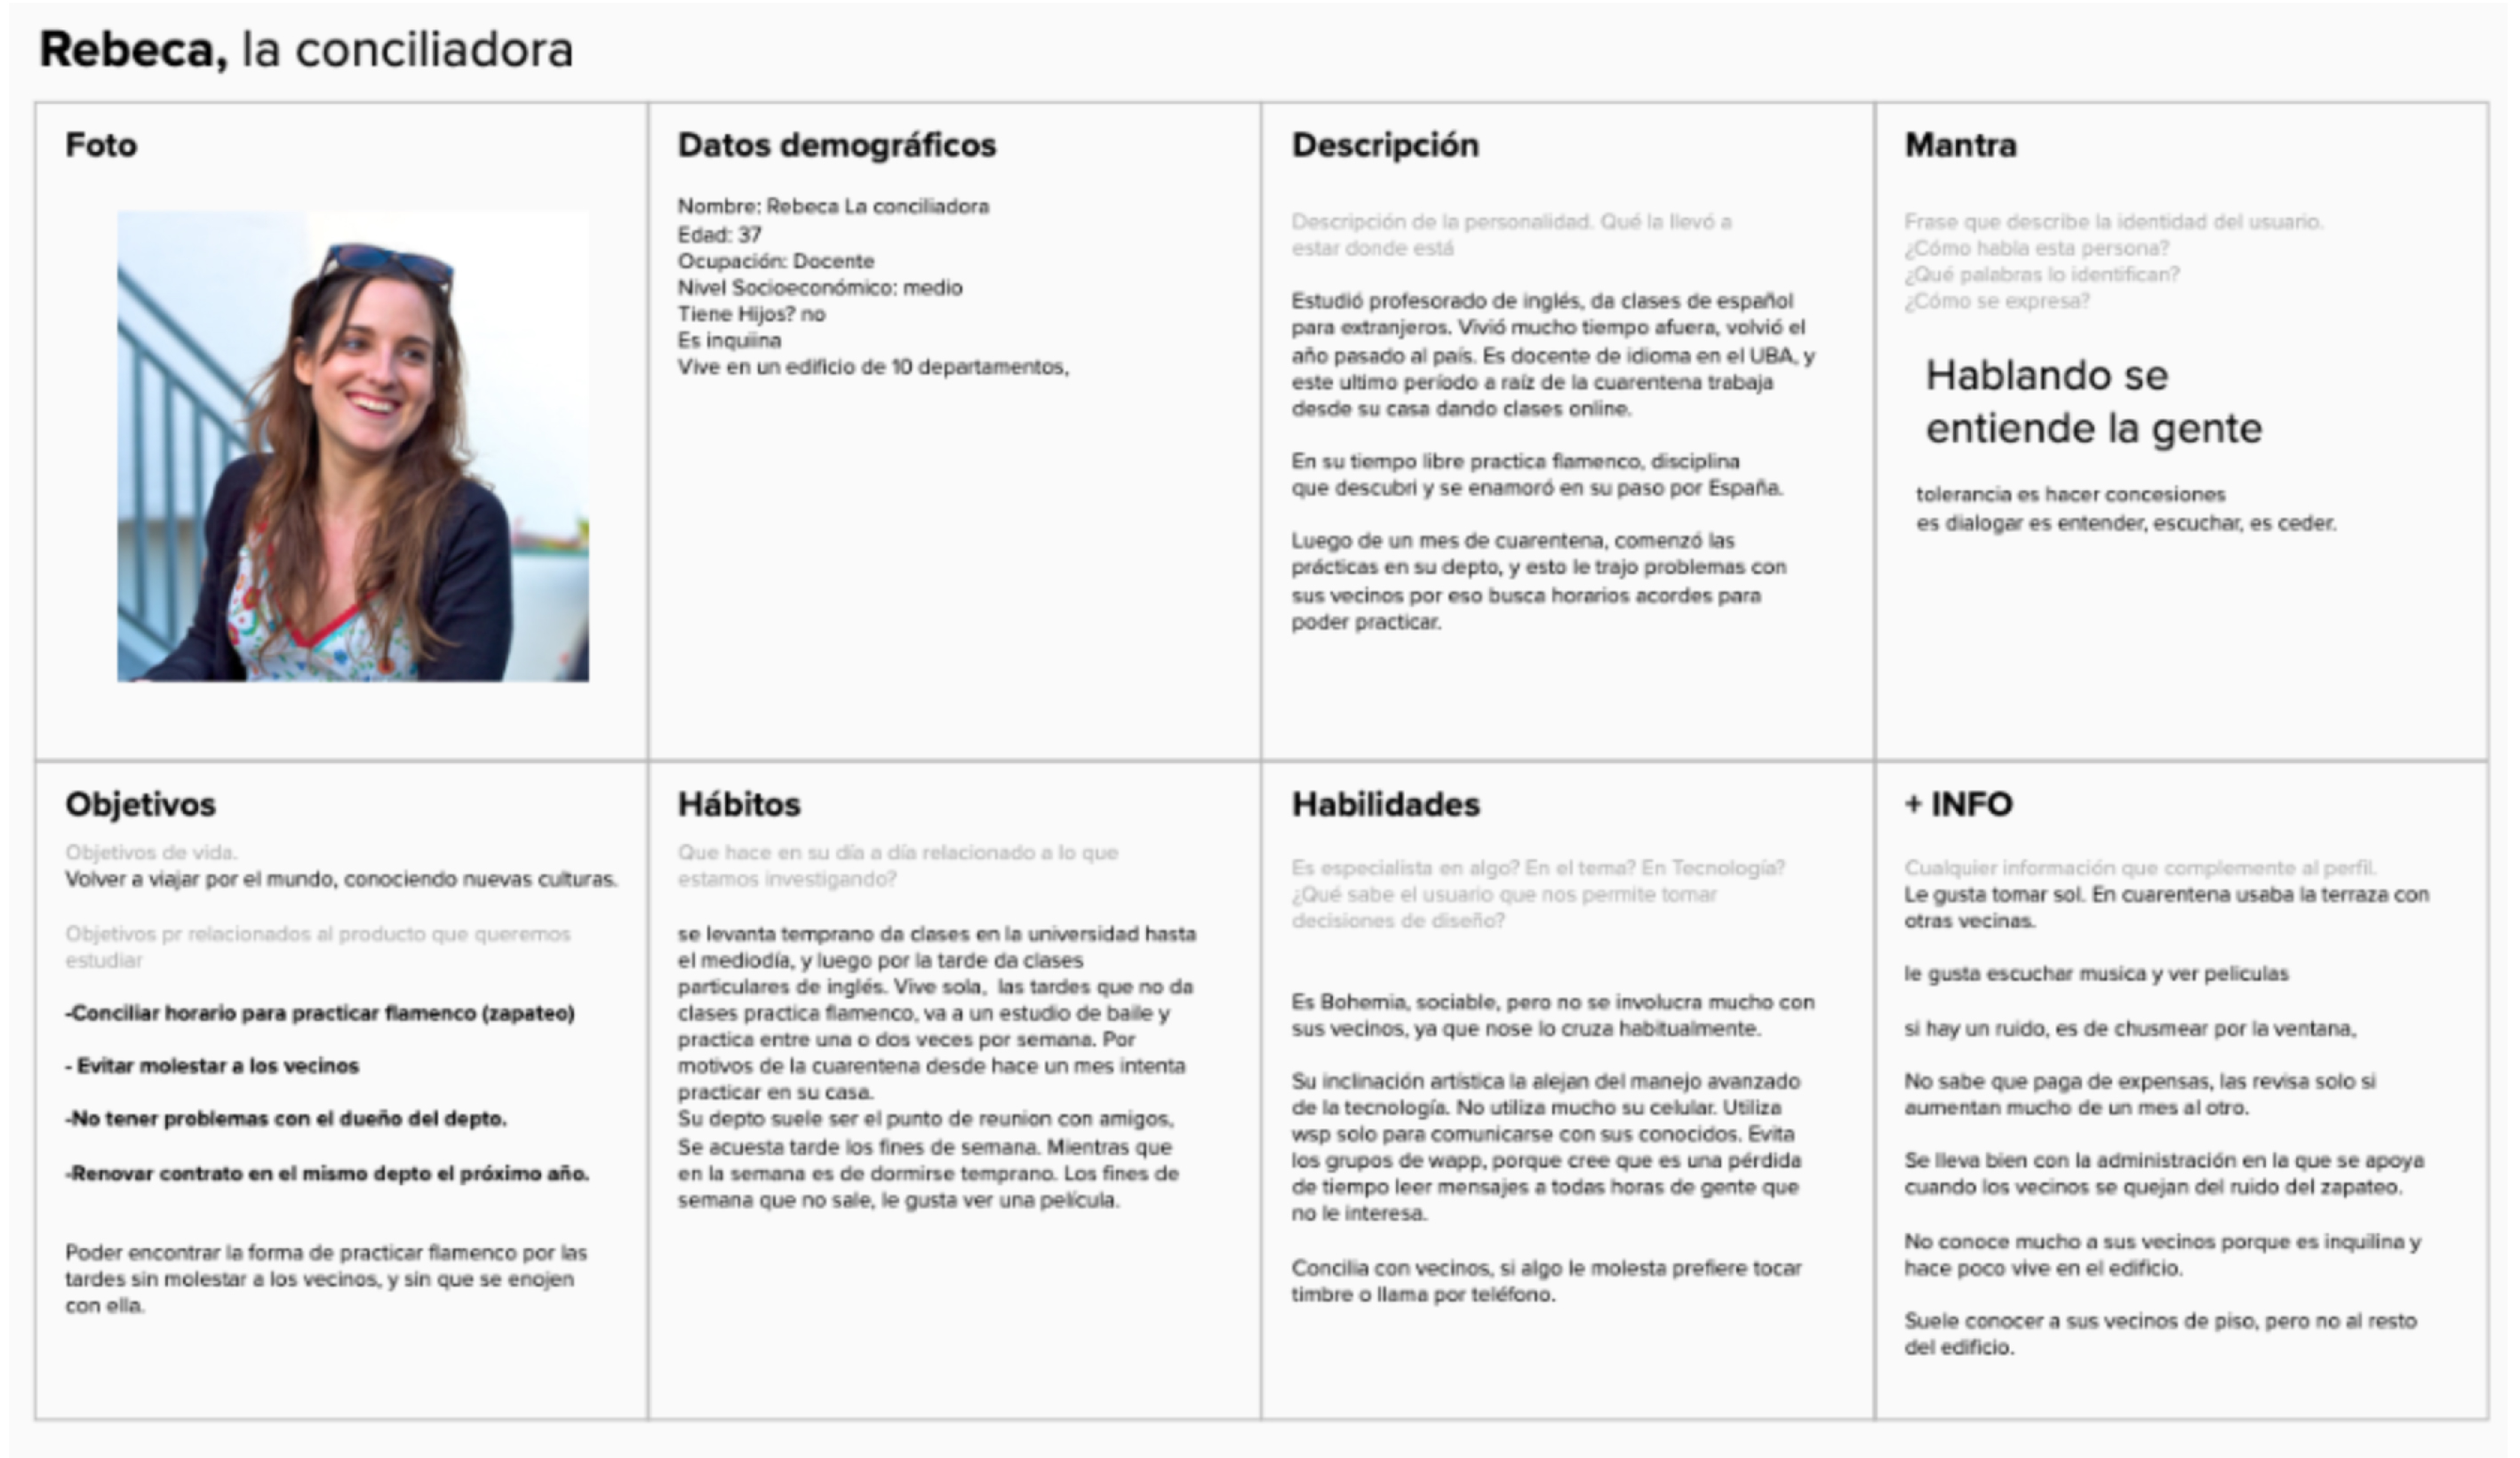 Rebeca, la conciliadora
Foto
Datos demográficos
Nombre: Rebeca La conciliadora
Edad: 37
Ocupación: Docente
Nivel Socioeconómico: medio
Tiene Hijos? no
Es inquiina
Vive en un edificio de 10 departamentos,
Descripción
Descripción de la personalidad. Qué la llevó a
estar donde está
Estudió profesorado de inglés, da clases de español
para extranjeros. Vivió mucho tiempo afuera, volvió el
año pasado al país. Es docente de idioma en el UBA, y
este ultimo período a raíz de la cuarentena trabaja
desde su casa dando clases online.
En su tiempo libre practica flamenco, disciplina
que descubri y se enamoró en su paso por España.
Luego de un mes de cuarentena, comenzó las
prácticas en su depto, y esto le trajo problemas con
sus vecinos por eso busca horarios acordes para
poder practicar.
Mantra
Frase que describe la identidad del usuario.
¿Cómo habla esta persona?
¿Qué palabras lo identifican?
¿Cómo se expresa?
Hablando se
entiende la gente
tolerancia es hacer concesiones
es dialogar es entender, escuchar, es ceder.
Objetivos
Objetivos de vida.
Volver a viajar por el mundo, conociendo nuevas culturas.
Objetivos pr relacionados al producto que queremos
estudiar
-Conciliar horario para practicar flamenco (zapateo)
- Evitar molestar a los vecinos
-No tener problemas con el dueño del depto.
-Renovar contrato en el mismo depto el próximo año.
Poder encontrar la forma de practicar flamenco por las
tardes sin molestar a los vecinos, y sin que se enojen
con ella.
Hábitos
Que hace en su día a día relacionado a lo que
estamos investigando?
se levanta temprano da clases en la universidad hasta
el mediodía, y luego por la tarde da clases
particulares de inglés. Vive sola, las tardes que no da
clases practica flamenco, va a un estudio de baile y
practica entre una o dos veces por semana. Por
motivos de la cuarentena desde hace un mes intenta
practicar en su casa.
Su depto suele ser el punto de reunion con amigos,
Se acuesta tarde los fines de semana. Mientras que
en la semana es de dormirse temprano. Los fines de
semana que no sale, le gusta ver una película.
Habilidades
Es especialista en algo? En el tema? En Tecnología?
¿Qué sabe el usuario que nos permite tomar
decisiones de diseño?
Es Bohemia, sociable, pero no se involucra mucho con
sus vecinos, ya que nose lo cruza habitualmente.
Su inclinación artística la alejan del manejo avanzado
de la tecnología. No utiliza mucho su celular. Utiliza
wsp solo para comunicarse con sus conocidos. Evita
los grupos de wapp, porque cree que es una pérdida
de tiempo leer mensajes a todas horas de gente que
no le interesa.
Concilia con vecinos, si algo le molesta prefiere tocar
timbre o llama por teléfono.
+ INFO
Cualquier información que complemente al perfil.
Le gusta tomar sol. En cuarentena usaba la terraza con
otras vecinas.
le gusta escuchar musica y ver peliculas
si hay un ruido, es de chusmear por la ventana,
No sabe que paga de expensas, las revisa solo si
aumentan mucho de un mes al otro.
Se lleva bien con la administración en la que se apoya
cuando los vecinos se quejan del ruido del zapateo.
No conoce mucho a sus vecinos porque es inquilina y
hace poco vive en el edificio.
Suele conocer a sus vecinos de piso, pero no al resto
del edificio.